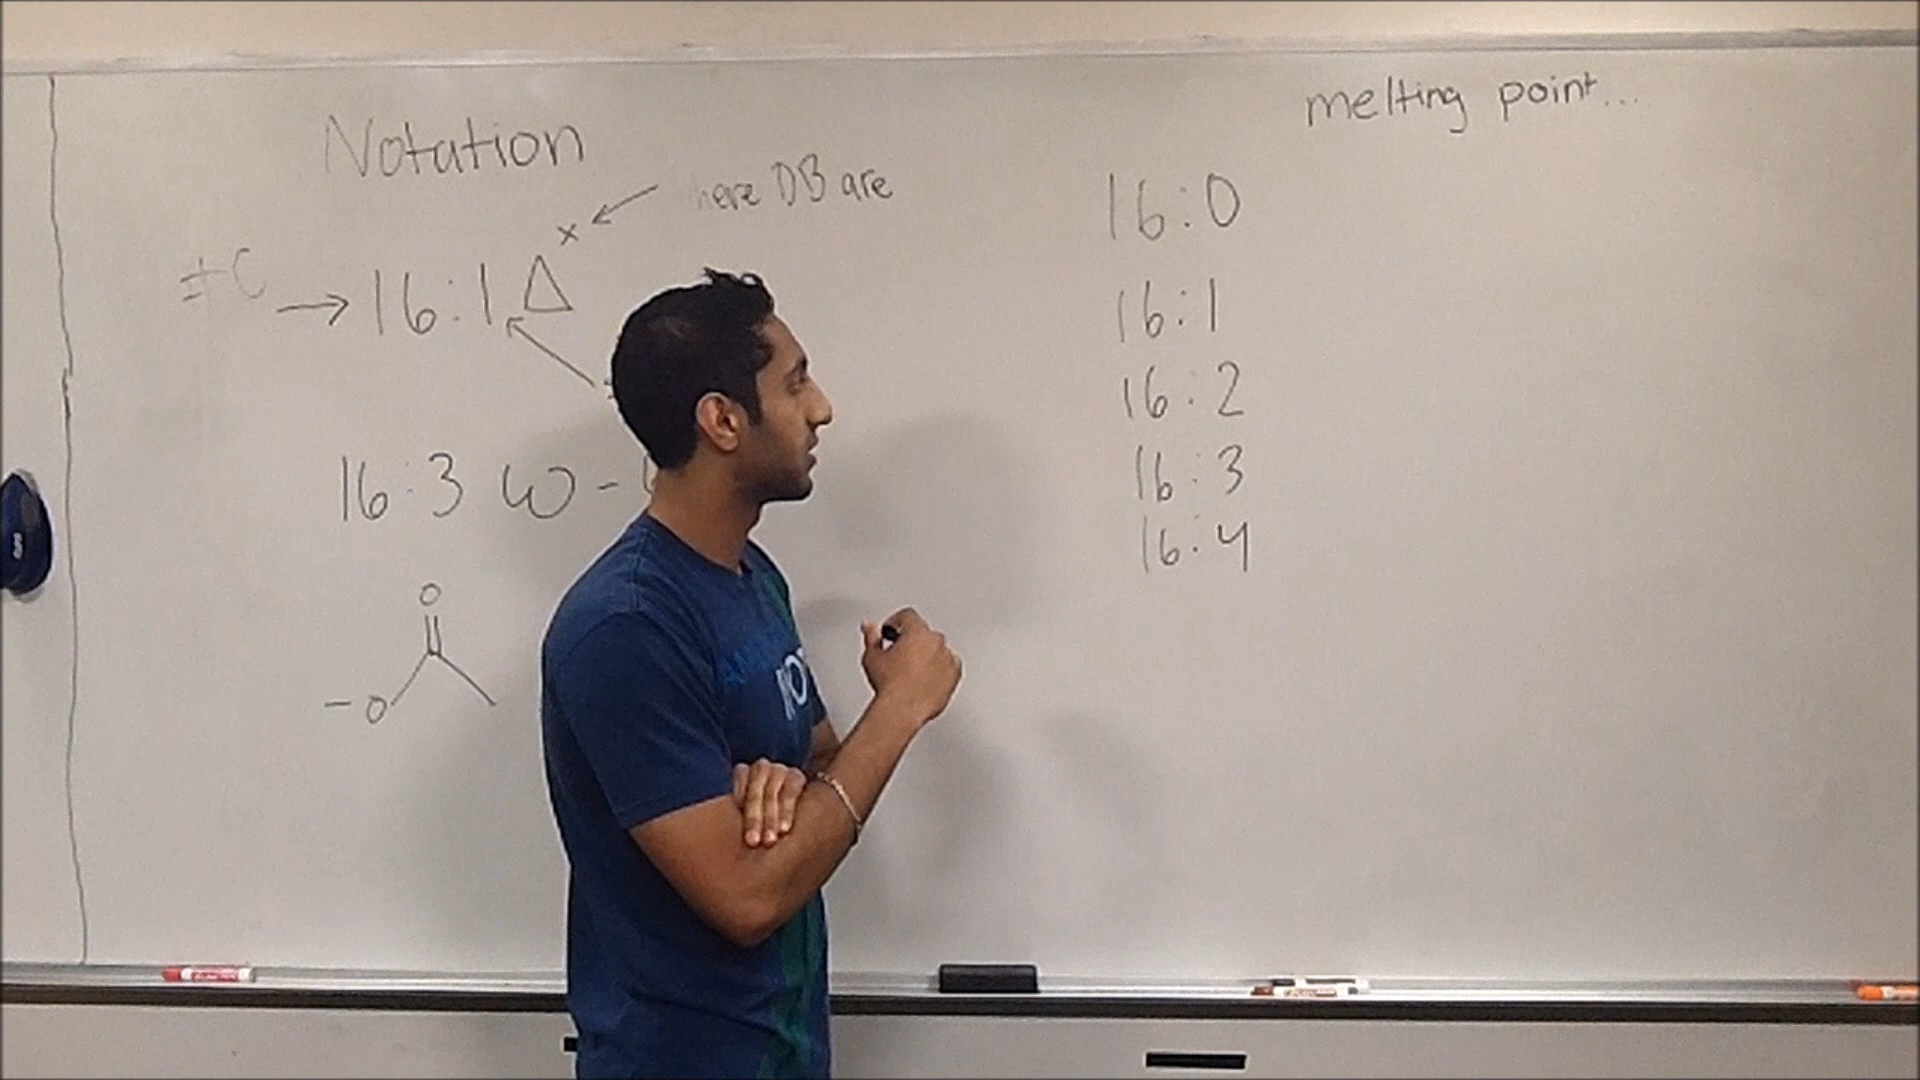 Notation
here DB are
x
≠ C → 16:1 Δ
16:3 ω-
O
-O
melting point...
16:0
16:1
16:2
16:3
16:4